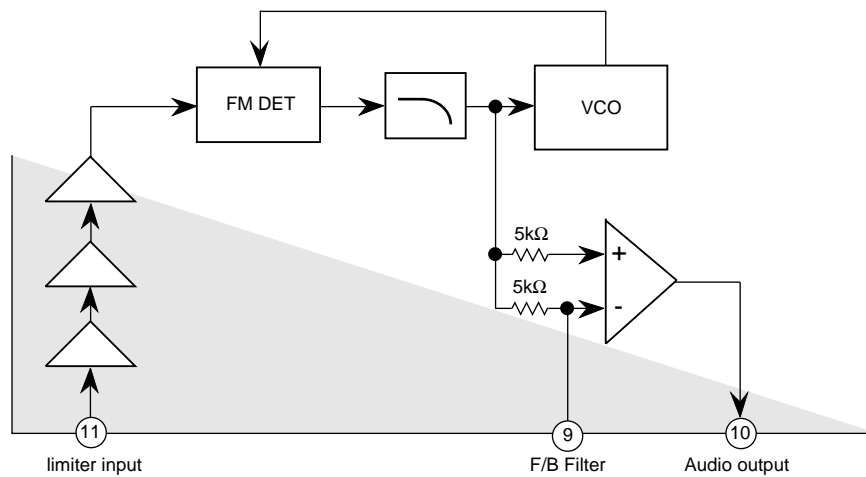 FM DET
VCO
5kΩ
+
5kΩ
-
11
9
10
limiter input
F/B Filter
Audio output